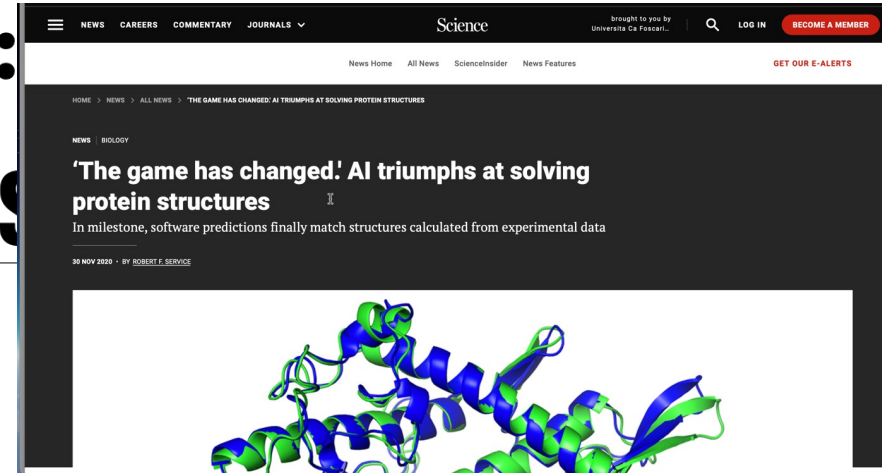 NEWS CAREERS COMMENTARY JOURNALS
Science
brought to you by
Universita Ca Foscari...
LOG IN
BECOME A MEMBER
News Home All News ScienceInsider News Features
GET OUR E-ALERTS
HOME > NEWS > ALL NEWS > 'THE GAME HAS CHANGED.' AI TRIUMPHS AT SOLVING PROTEIN STRUCTURES
NEWS | BIOLOGY
‘The game has changed.’ AI triumphs at solving
protein structures
In milestone, software predictions finally match structures calculated from experimental data
30 NOV 2020 • BY ROBERT F. SERVICE